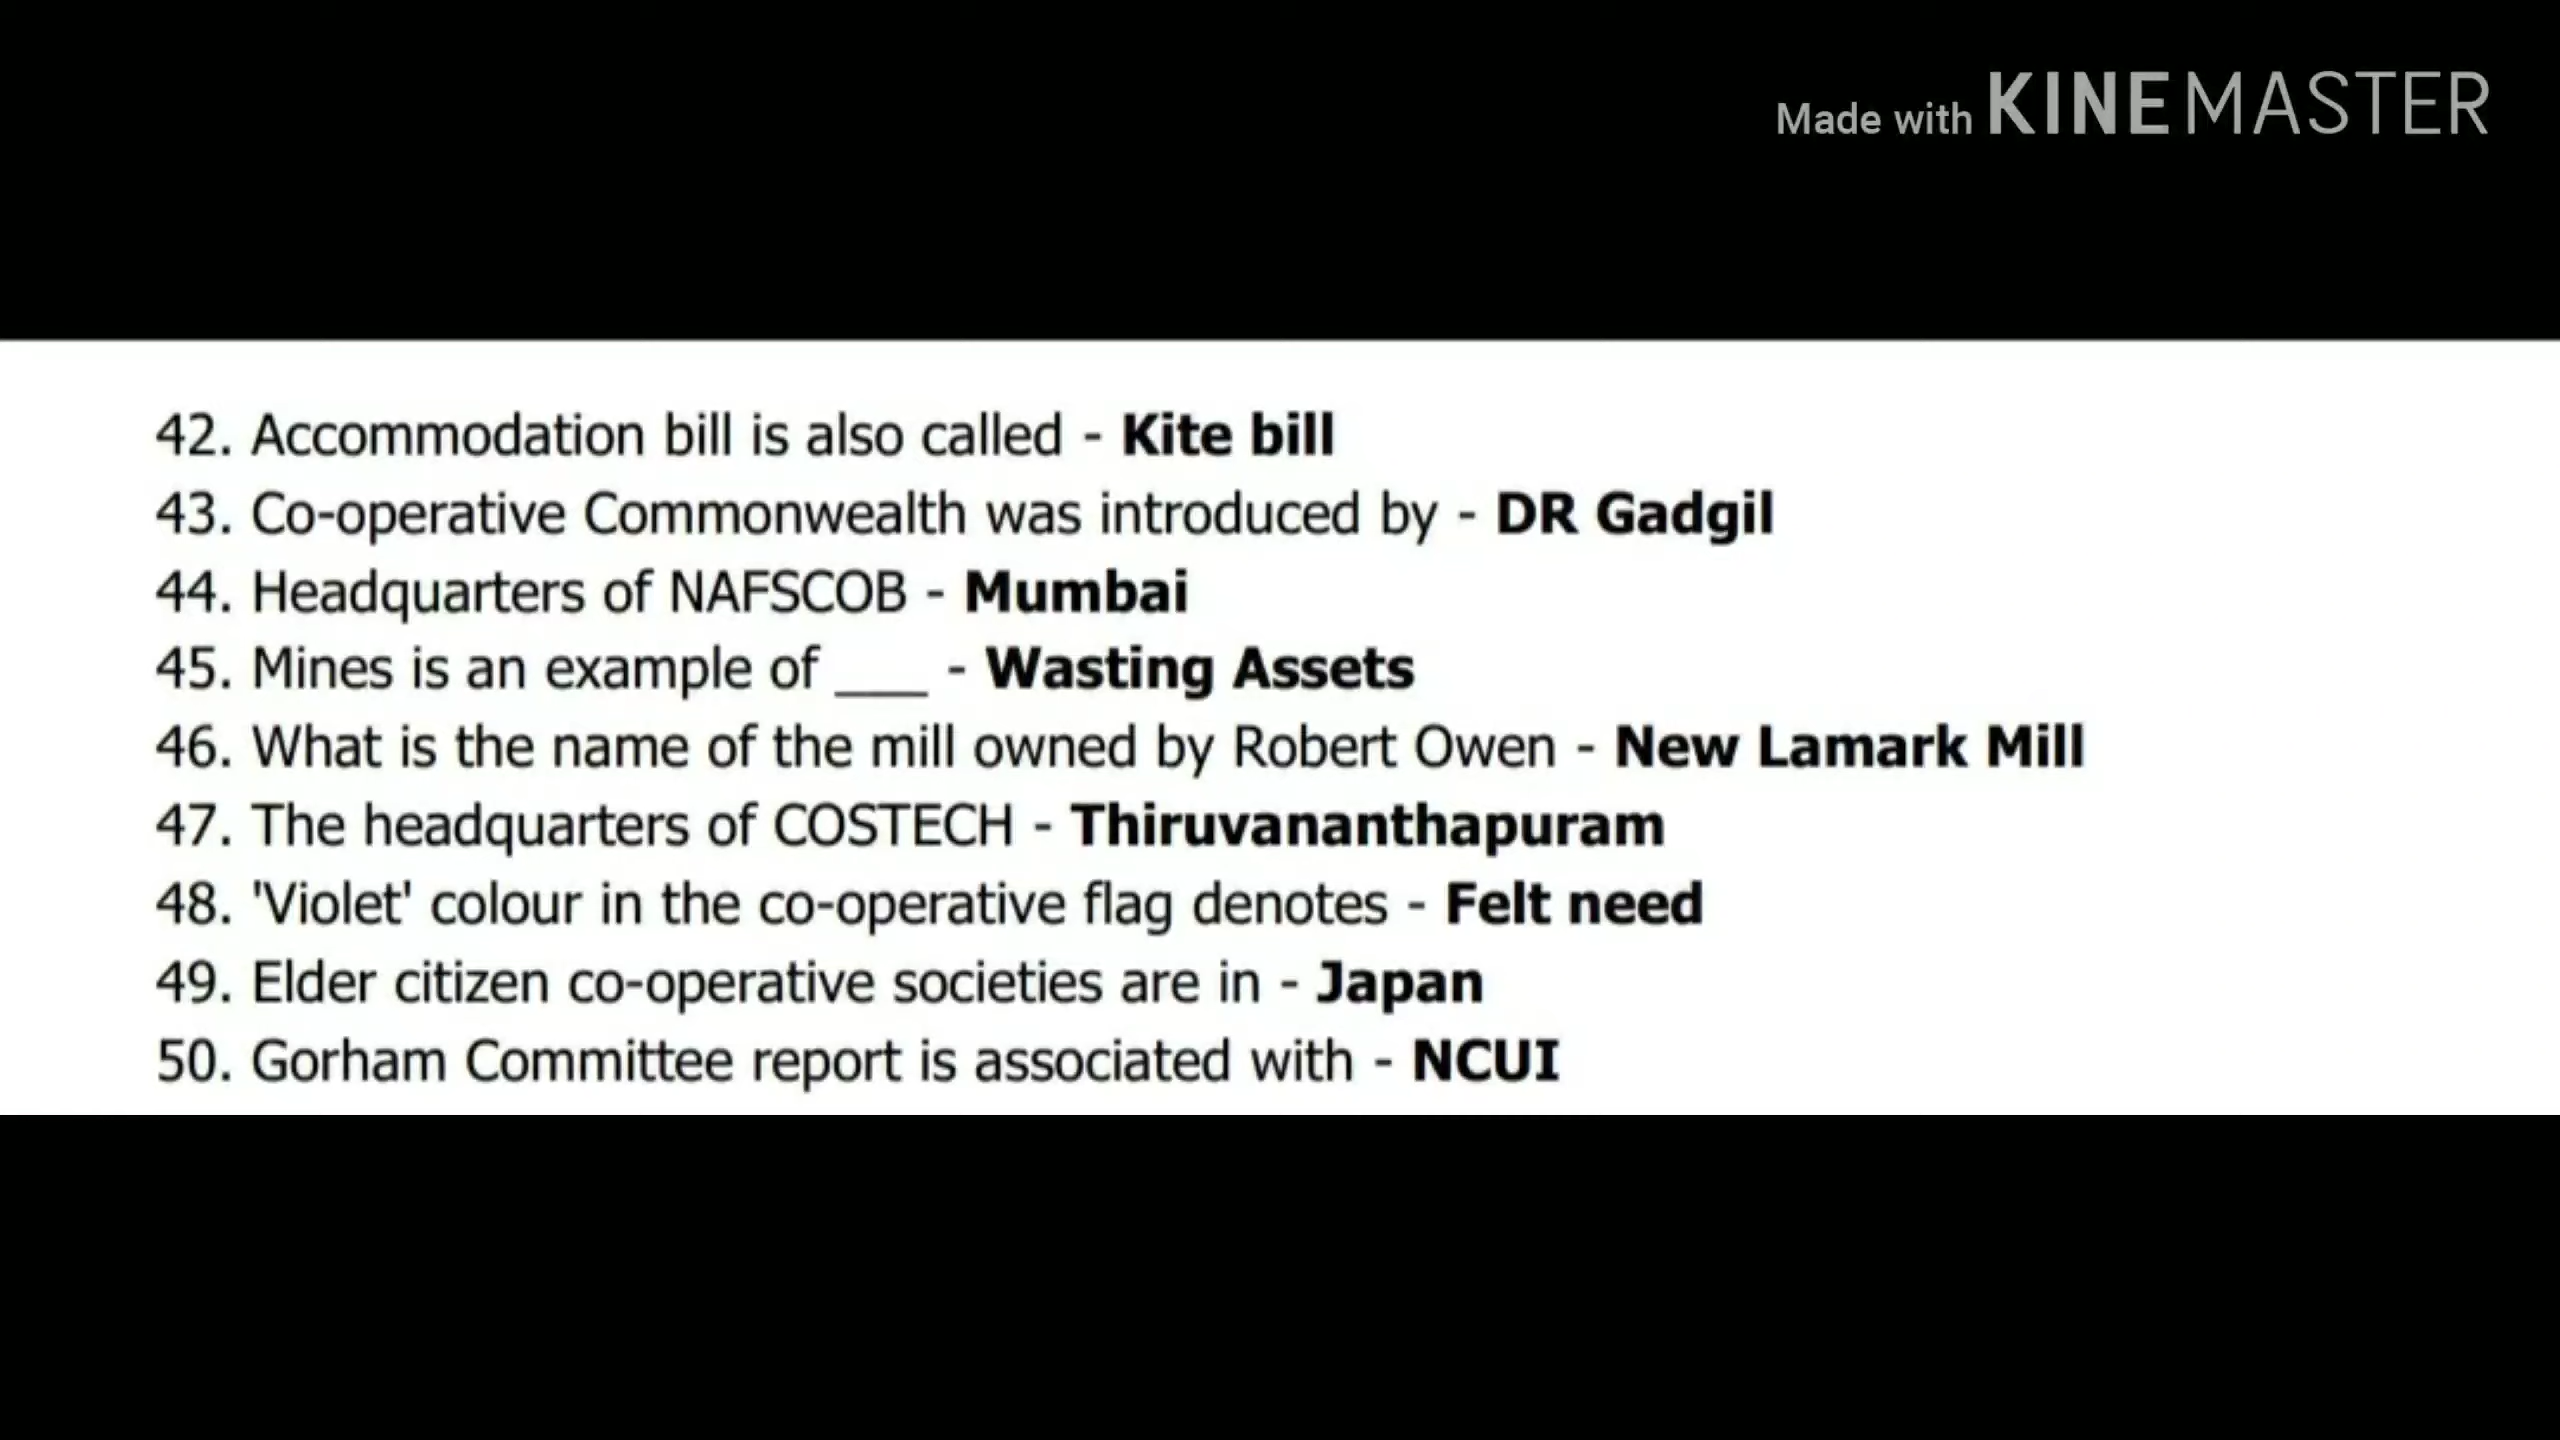 Made with KINEMASTER
42. Accommodation bill is also called - Kite bill
43. Co-operative Commonwealth was introduced by - DR Gadgil
44. Headquarters of NAFSCOB - Mumbai
45. Mines is an example of ___ - Wasting Assets
46. What is the name of the mill owned by Robert Owen - New Lamark Mill
47. The headquarters of COSTECH - Thiruvananthapuram
48. 'Violet' colour in the co-operative flag denotes - Felt need
49. Elder citizen co-operative societies are in - Japan
50. Gorham Committee report is associated with - NCUI